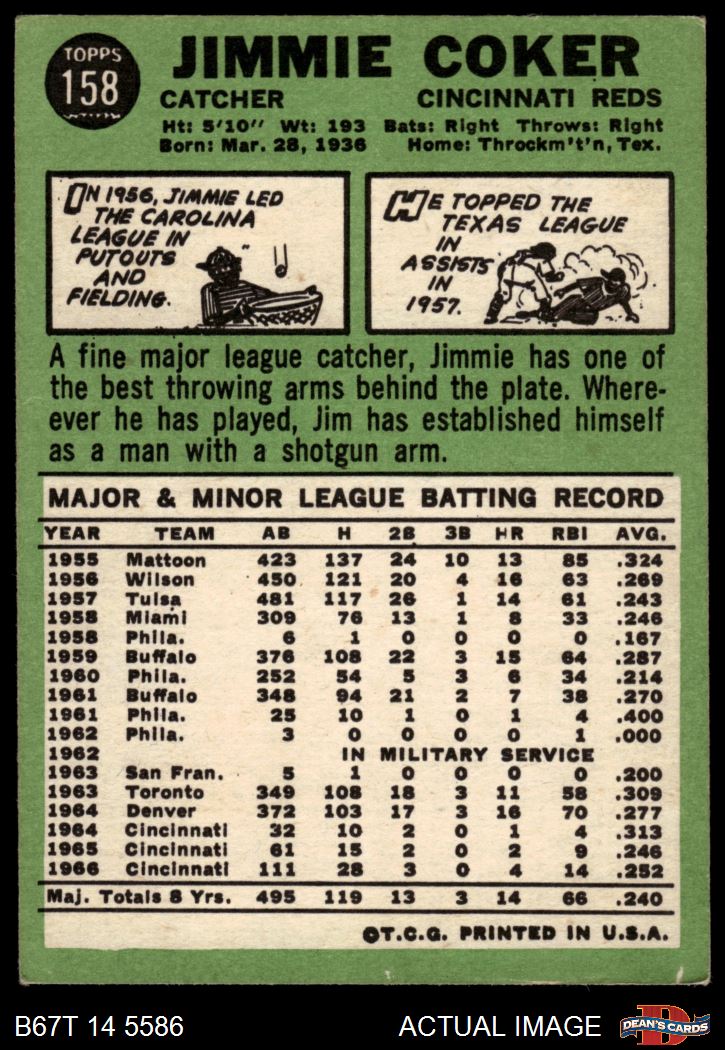 TOPPS
158
JIMMIE COKER
CATCHER CINCINNATI REDS
Ht: 5'10" Wt: 193 Bats: Right Throws: Right
Born: Mar. 28, 1936 Home: Throckm't'n, Tex.
IN 1956, JIMMIE LED
THE CAROLINA
LEAGUE IN
PUTOUTS
AND
FIELDING.
HE TOPPED THE
TEXAS LEAGUE
IN
ASSISTS
IN
1957.
A fine major league catcher, Jimmie has one of
the best throwing arms behind the plate. Where-
ever he has played, Jim has established himself
as a man with a shotgun arm.
MAJOR & MINOR LEAGUE BATTING RECORD
YEAR TEAM AB H 2B 3B HR RBI AVG.
1955 Mattoon 423 137 24 10 13 85 .324
1956 Wilson 450 121 20 4 16 63 .269
1957 Tulsa 481 117 26 1 14 61 .243
1958 Miami 309 76 13 1 8 33 .246
1958 Phila. 6 1 0 0 0 0 .167
1959 Buffalo 376 108 22 3 15 64 .287
1960 Phila. 252 54 5 3 6 34 .214
1961 Buffalo 348 94 21 2 7 38 .270
1961 Phila. 25 10 1 0 1 4 .400
1962 Phila. 3 0 0 0 0 1 .000
1962 IN MILITARY SERVICE
1963 San Fran. 5 1 0 0 0 0 .200
1963 Toronto 349 108 18 3 11 58 .309
1964 Denver 372 103 17 3 16 70 .277
1964 Cincinnati 32 10 2 0 1 4 .313
1965 Cincinnati 61 15 2 0 2 9 .246
1966 Cincinnati 111 28 3 0 4 14 .252
Maj. Totals 8 Yrs. 495 119 13 3 14 66 .240
©T.C.G. PRINTED IN U.S.A.
B67T 14 5586 ACTUAL IMAGE
D
DEAN'S CARDS